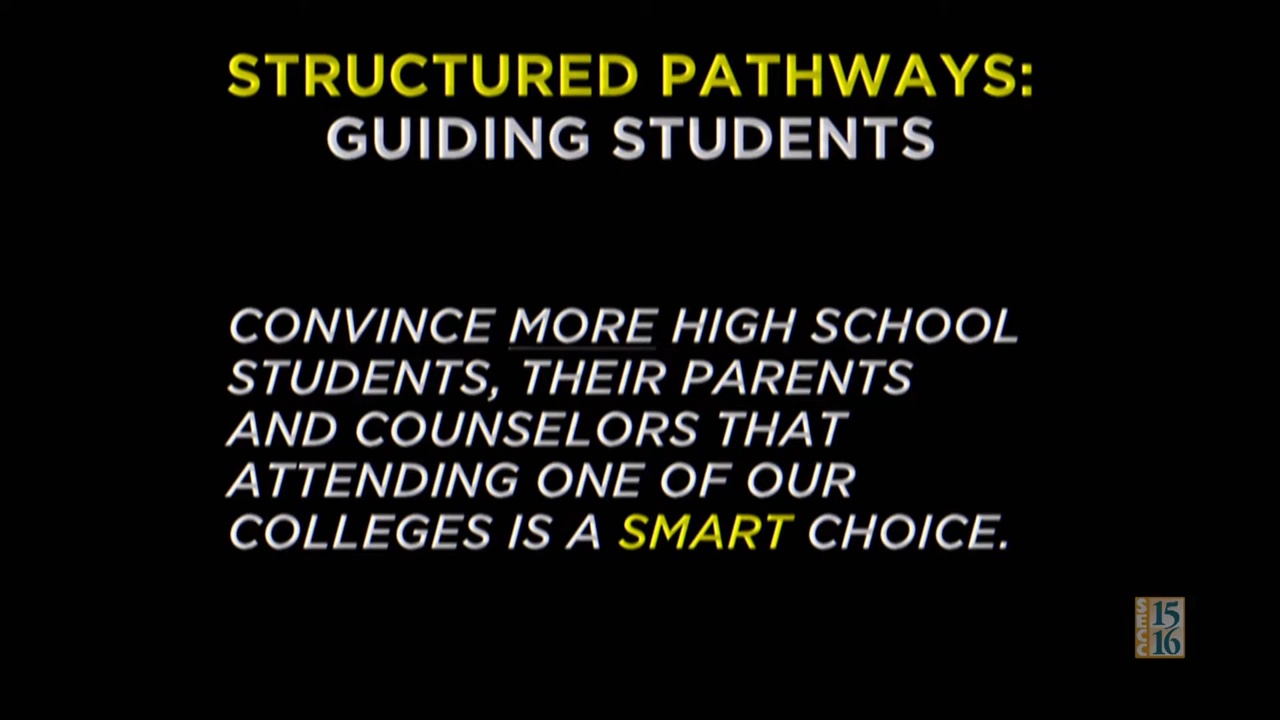 STRUCTURED PATHWAYS:
GUIDING STUDENTS
CONVINCE MORE HIGH SCHOOL
STUDENTS, THEIR PARENTS
AND COUNSELORS THAT
ATTENDING ONE OF OUR
COLLEGES IS A SMART CHOICE.
SECC
15
16